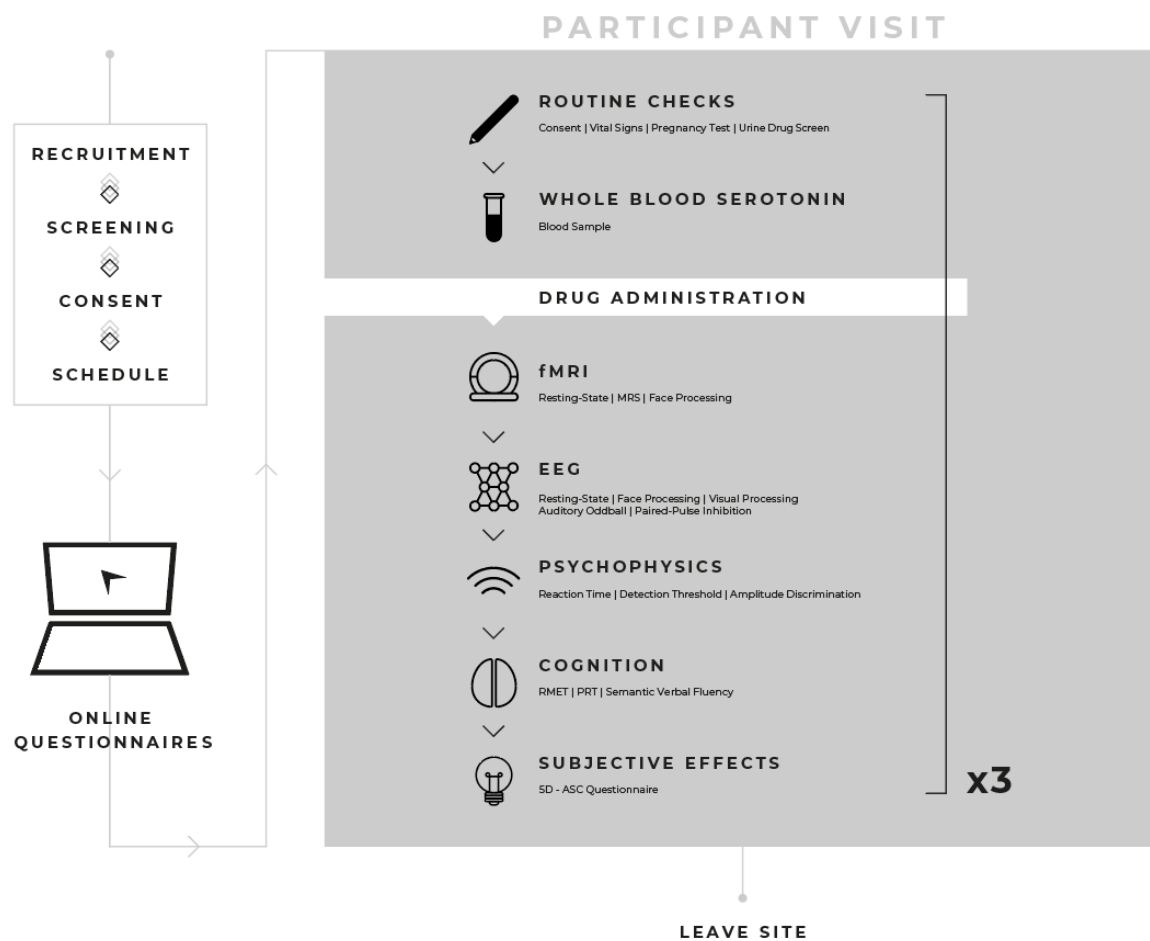 PARTICIPANT VISIT
RECRUITMENT
SCREENING
CONSENT
SCHEDULE
ONLINE
QUESTIONNAIRES
ROUTINE CHECKS
Consent | Vital Signs | Pregnancy Test | Urine Drug Screen
WHOLE BLOOD SEROTONIN
Blood Sample
DRUG ADMINISTRATION
fMRI
Resting-State | MRS | Face Processing
EEG
Resting-State | Face Processing | Visual Processing
Auditory Oddball | Paired-Pulse Inhibition
PSYCHOPHYSICS
Reaction Time | Detection Threshold | Amplitude Discrimination
COGNITION
RMET | PRT | Semantic Verbal Fluency
SUBJECTIVE EFFECTS
5D - ASC Questionnaire
x3
LEAVE SITE